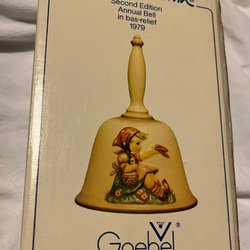 Second Edition
Annual Bell
in bas-relief
1979
Goebel
®